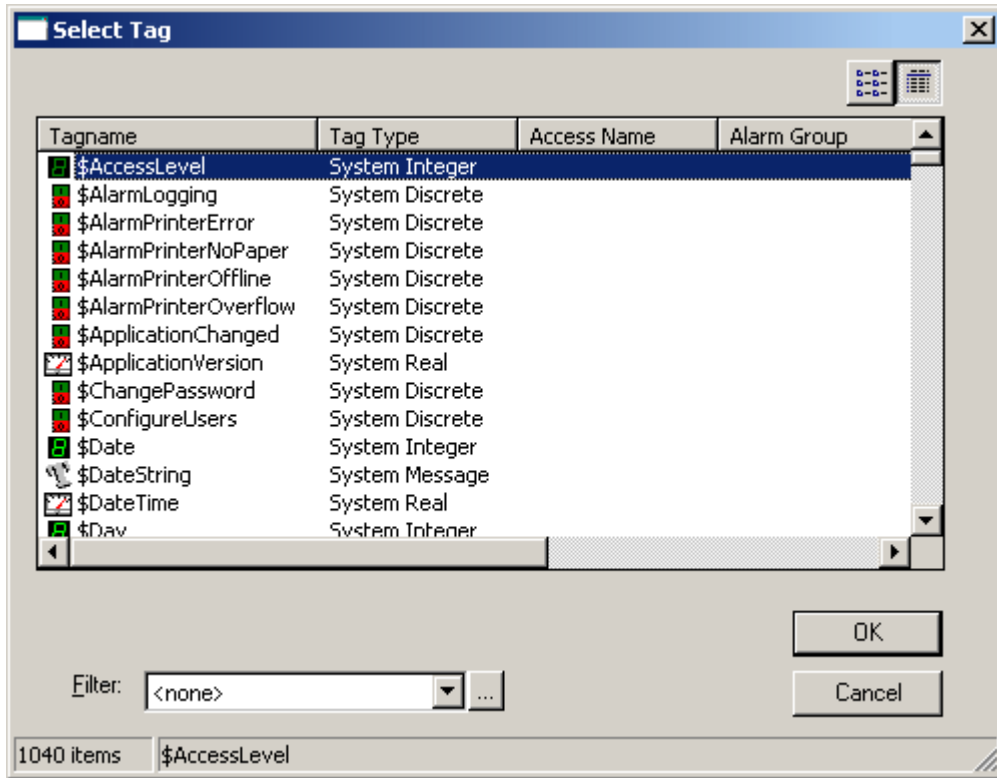 Select Tag
Tagname Tag Type Access Name Alarm Group
$AccessLevel System Integer
$AlarmLogging System Discrete
$AlarmPrinterError System Discrete
$AlarmPrinterNoPaper System Discrete
$AlarmPrinterOffline System Discrete
$AlarmPrinterOverflow System Discrete
$ApplicationChanged System Discrete
$ApplicationVersion System Real
$ChangePassword System Discrete
$ConfigureUsers System Discrete
$Date System Integer
$DateString System Message
$DateTime System Real
$Day System Integer
OK
Filter: <none> ...
Cancel
1040 items $AccessLevel